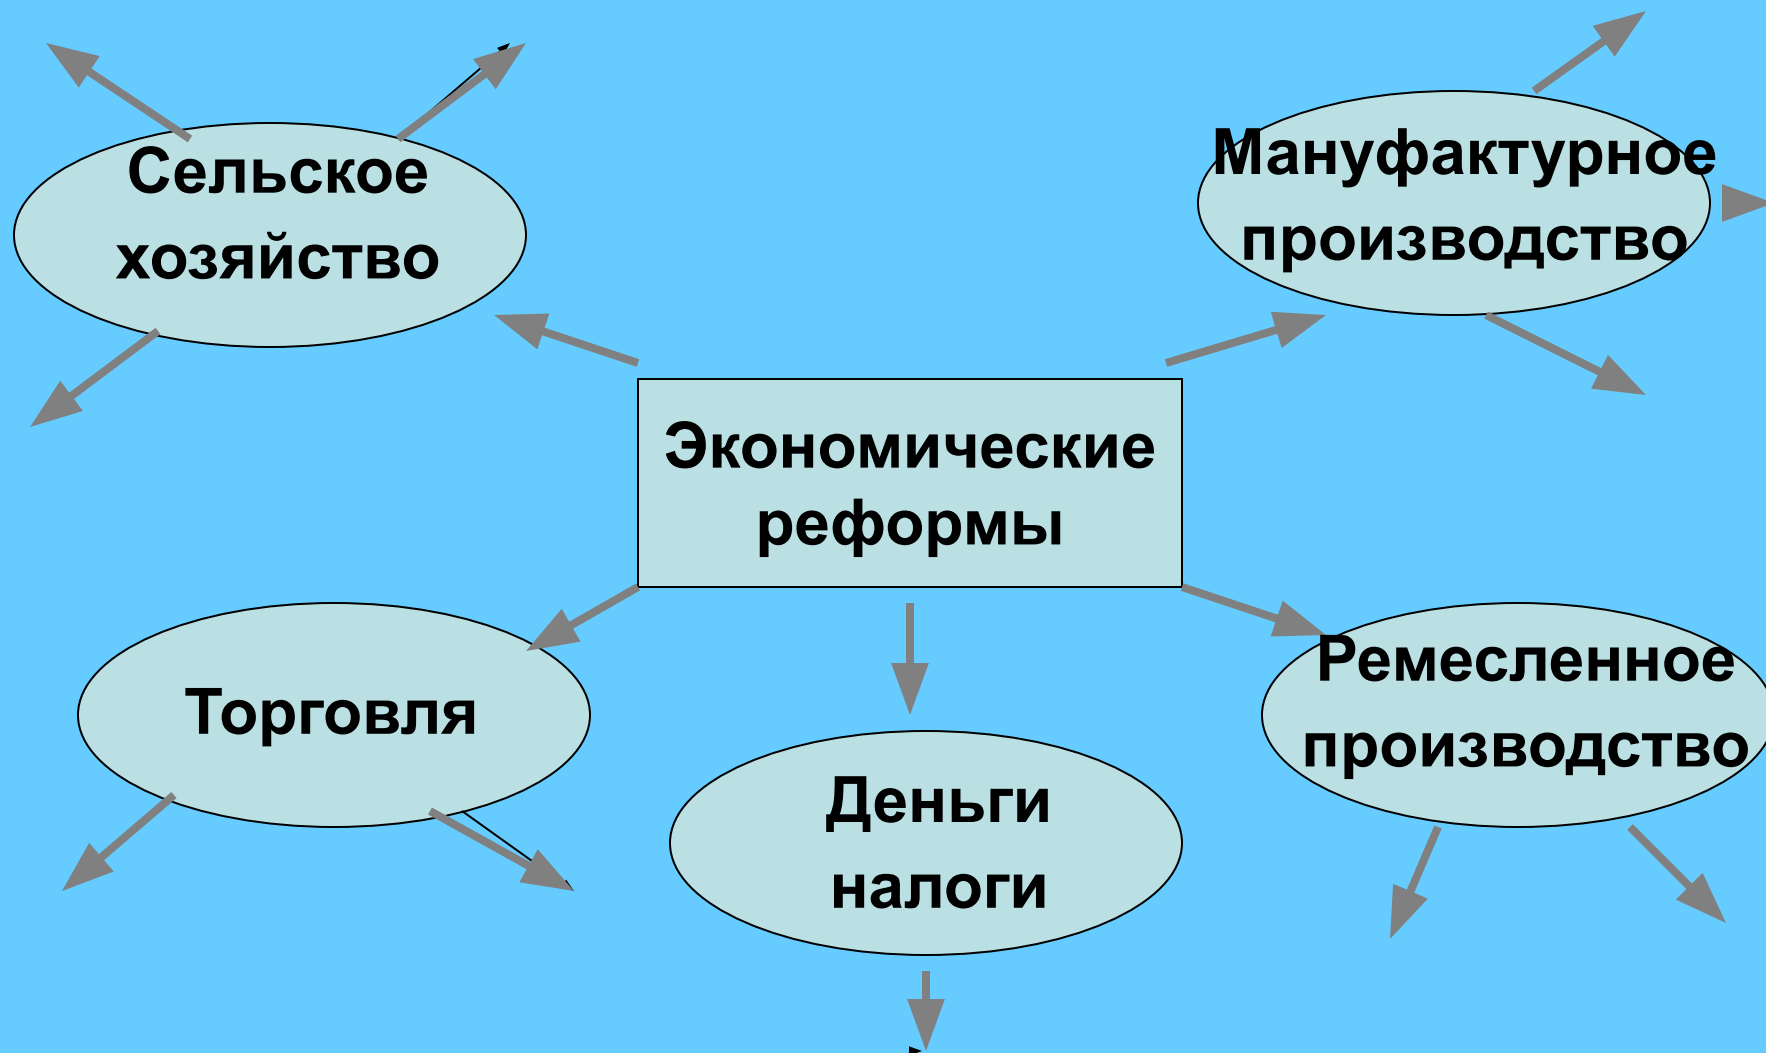 Сельское
хозяйство
Мануфактурное
производство
Экономические
реформы
Торговля
Деньги
налоги
Ремесленное
производство